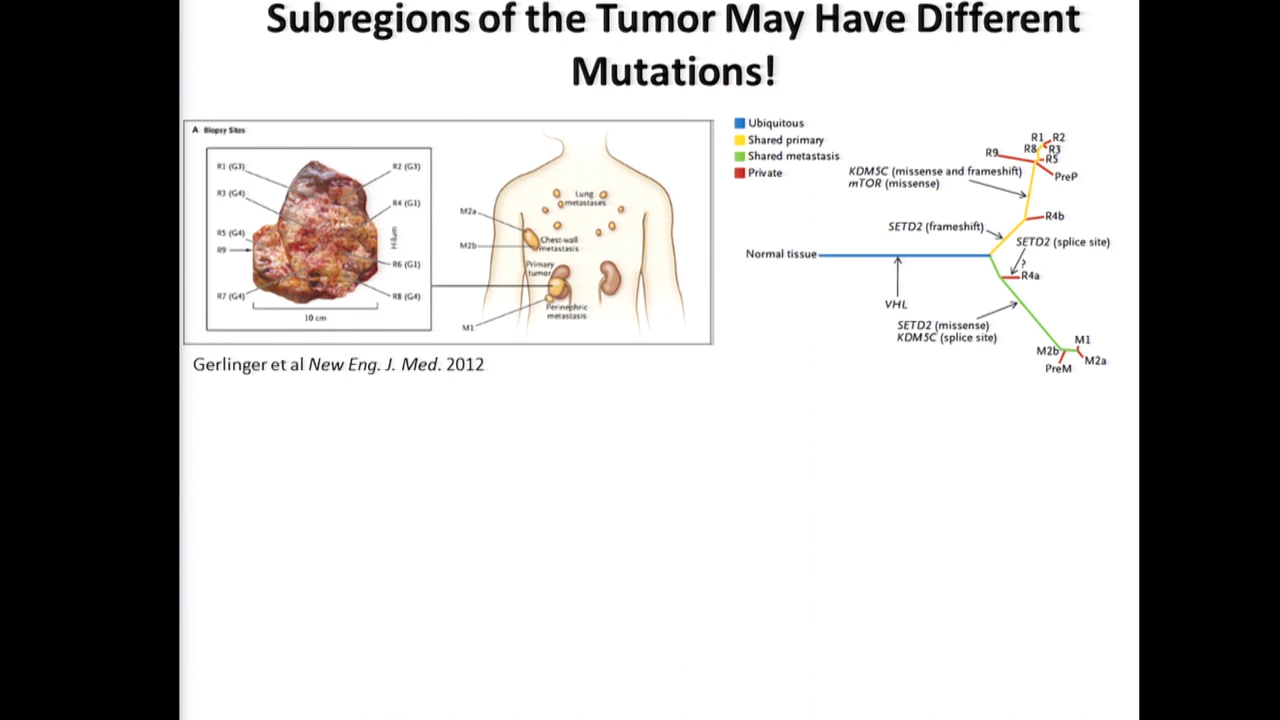 Subregions of the Tumor May Have Different
Mutations!
A Biopsy Sites
R1 (G3)
R2 (G3)
R3 (G4)
R4 (G1)
R5 (G4)
R9
Hilum
R6 (G1)
R7 (G4)
R8 (G4)
10 cm
Lung
metastases
M2a
M2b
Chest-wall
metastasis
Primary
tumor
Perinephric
metastasis
M1
Gerlinger et al New Eng. J. Med. 2012
Ubiquitous
Shared primary
Shared metastasis
Private
R1
R2
R8
R3
R9
R5
PreP
KDM5C (missense and frameshift)
mTOR (missense)
R4b
SETD2 (frameshift)
SETD2 (splice site)
Normal tissue
?
R4a
VHL
SETD2 (missense)
KDM5C (splice site)
M1
M2b
M2a
PreM